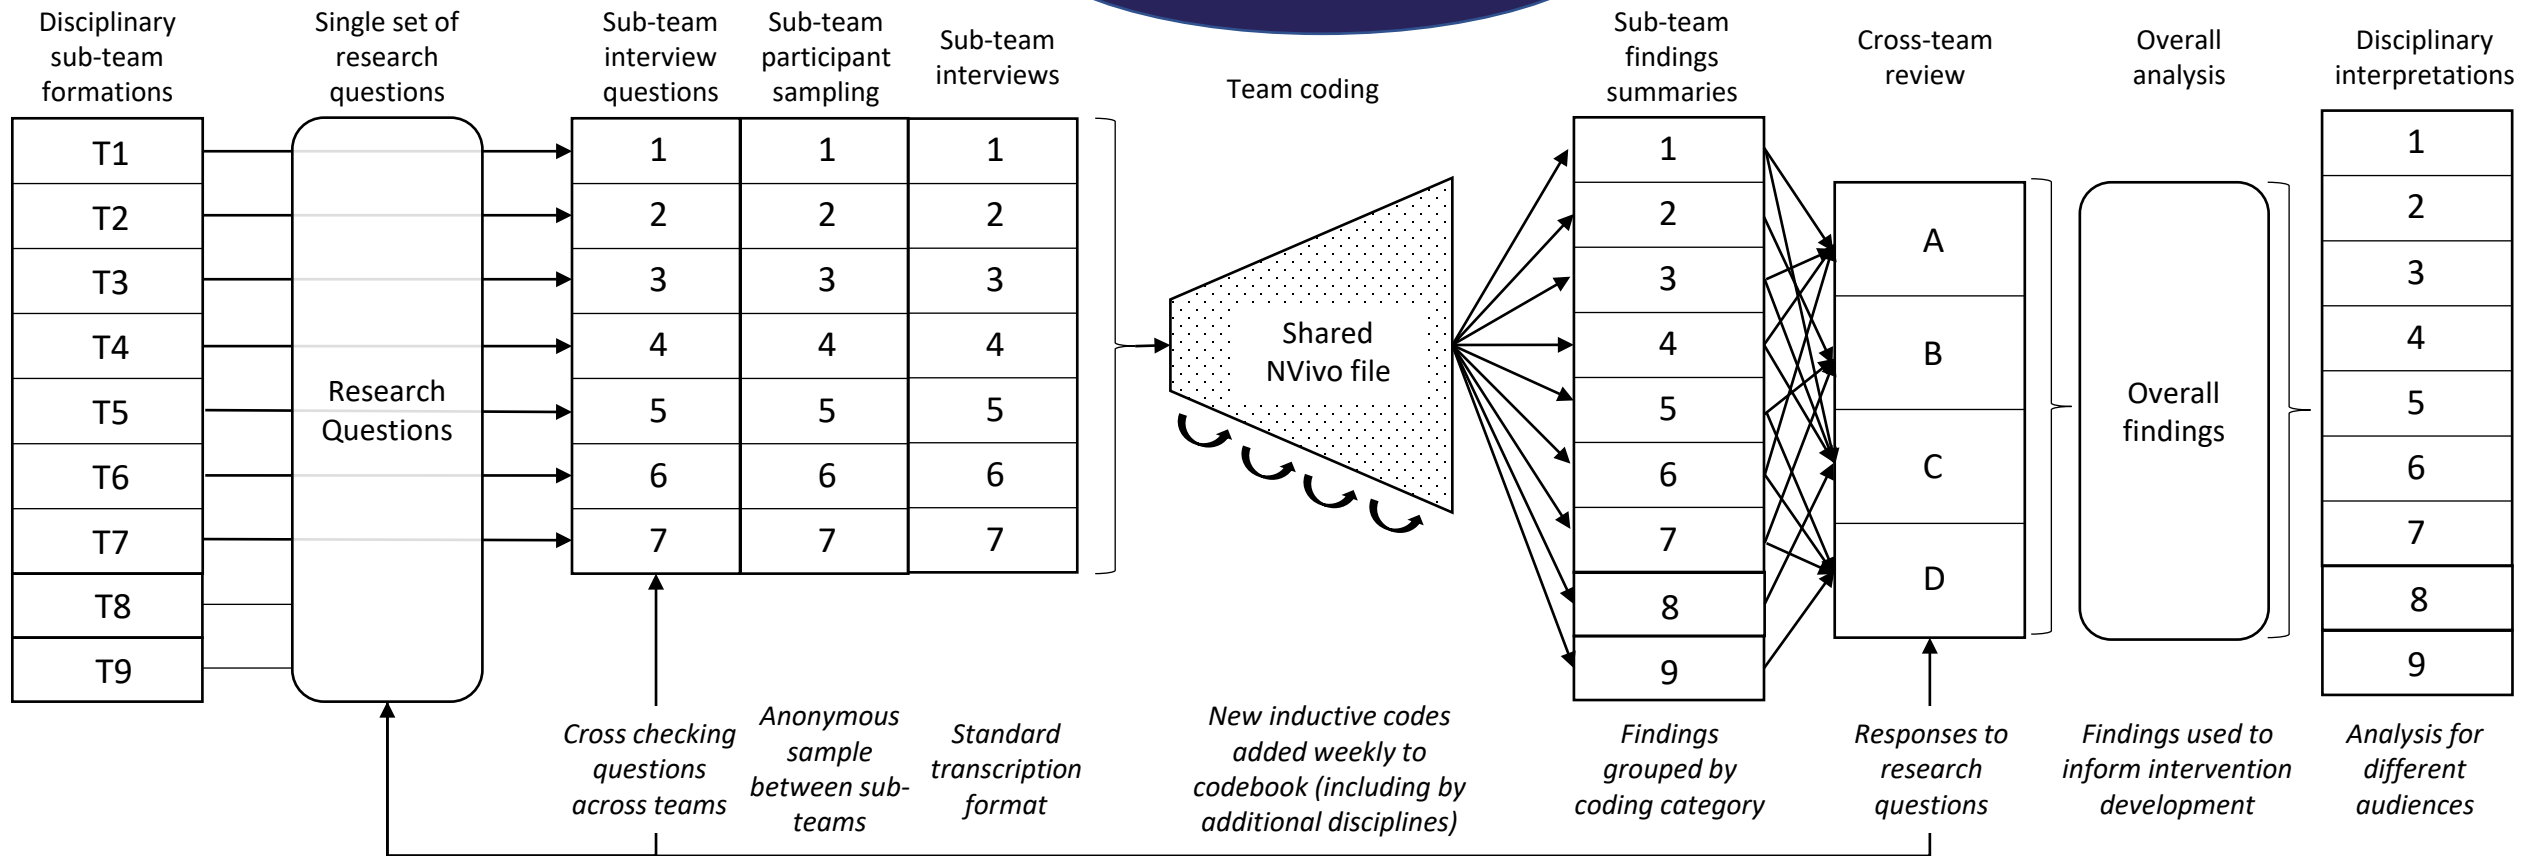 Disciplinary
sub-team
formations
Single set of
research
questions
Sub-team
interview
questions
Sub-team
participant
sampling
Sub-team
interviews
Team coding
Sub-team
findings
summaries
Cross-team
review
Overall
analysis
Disciplinary
interpretations
T1
T2
T3
T4
T5
T6
T7
T8
T9
Research
Questions
1
2
3
4
5
6
7
1
2
3
4
5
6
7
1
2
3
4
5
6
7
Shared
NVivo file
1
2
3
4
5
6
7
8
9
A
B
C
D
Overall
findings
1
2
3
4
5
6
7
8
9
Cross checking
questions
across teams
Anonymous
sample
between sub-
teams
Standard
transcription
format
New inductive codes
added weekly to
codebook (including by
additional disciplines)
Findings
grouped by
coding category
Responses to
research
questions
Findings used to
inform intervention
development
Analysis for
different
audiences